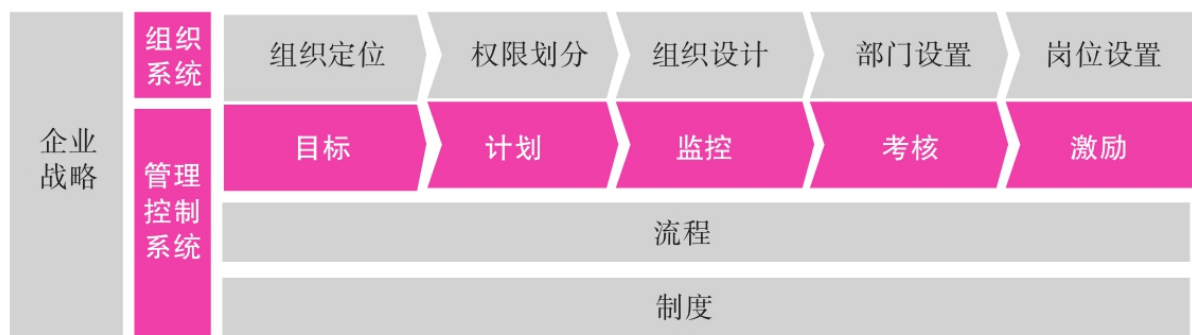 企业
战略
组织
系统
组织定位
权限划分
组织设计
部门设置
岗位设置
管理
控制
系统
目标
计划
监控
考核
激励
流程
制度